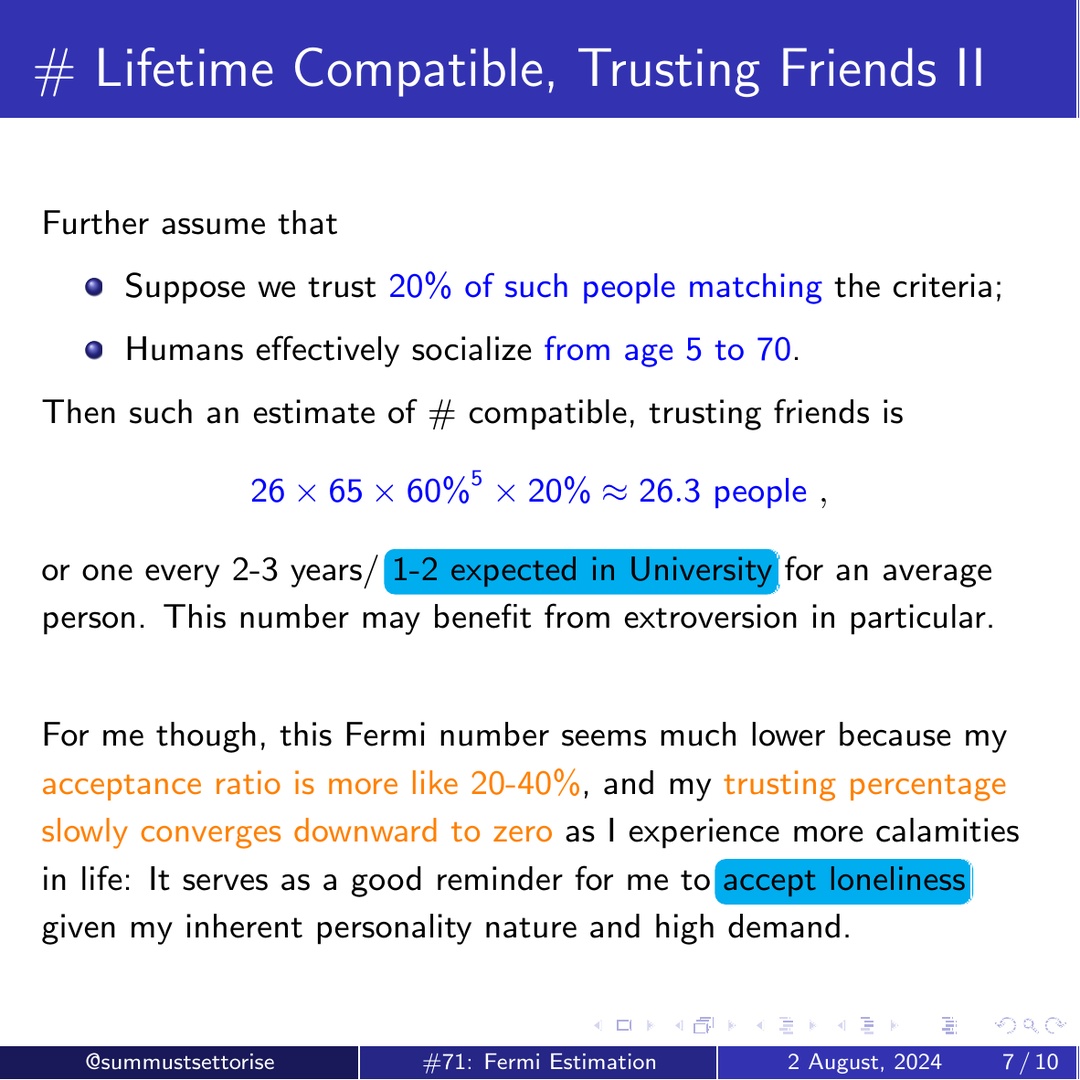 # Lifetime Compatible, Trusting Friends II
Further assume that
Suppose we trust 20% of such people matching the criteria;
Humans effectively socialize from age 5 to 70.
Then such an estimate of # compatible, trusting friends is
26 × 65 × 60%⁵ × 20% ≈ 26.3 people ,
or one every 2-3 years/ 1-2 expected in University for an average
person. This number may benefit from extroversion in particular.
For me though, this Fermi number seems much lower because my
acceptance ratio is more like 20-40%, and my trusting percentage
slowly converges downward to zero as I experience more calamities
in life: It serves as a good reminder for me to accept loneliness
given my inherent personality nature and high demand.
@summustsettorise #71: Fermi Estimation 2 August, 2024 7 / 10